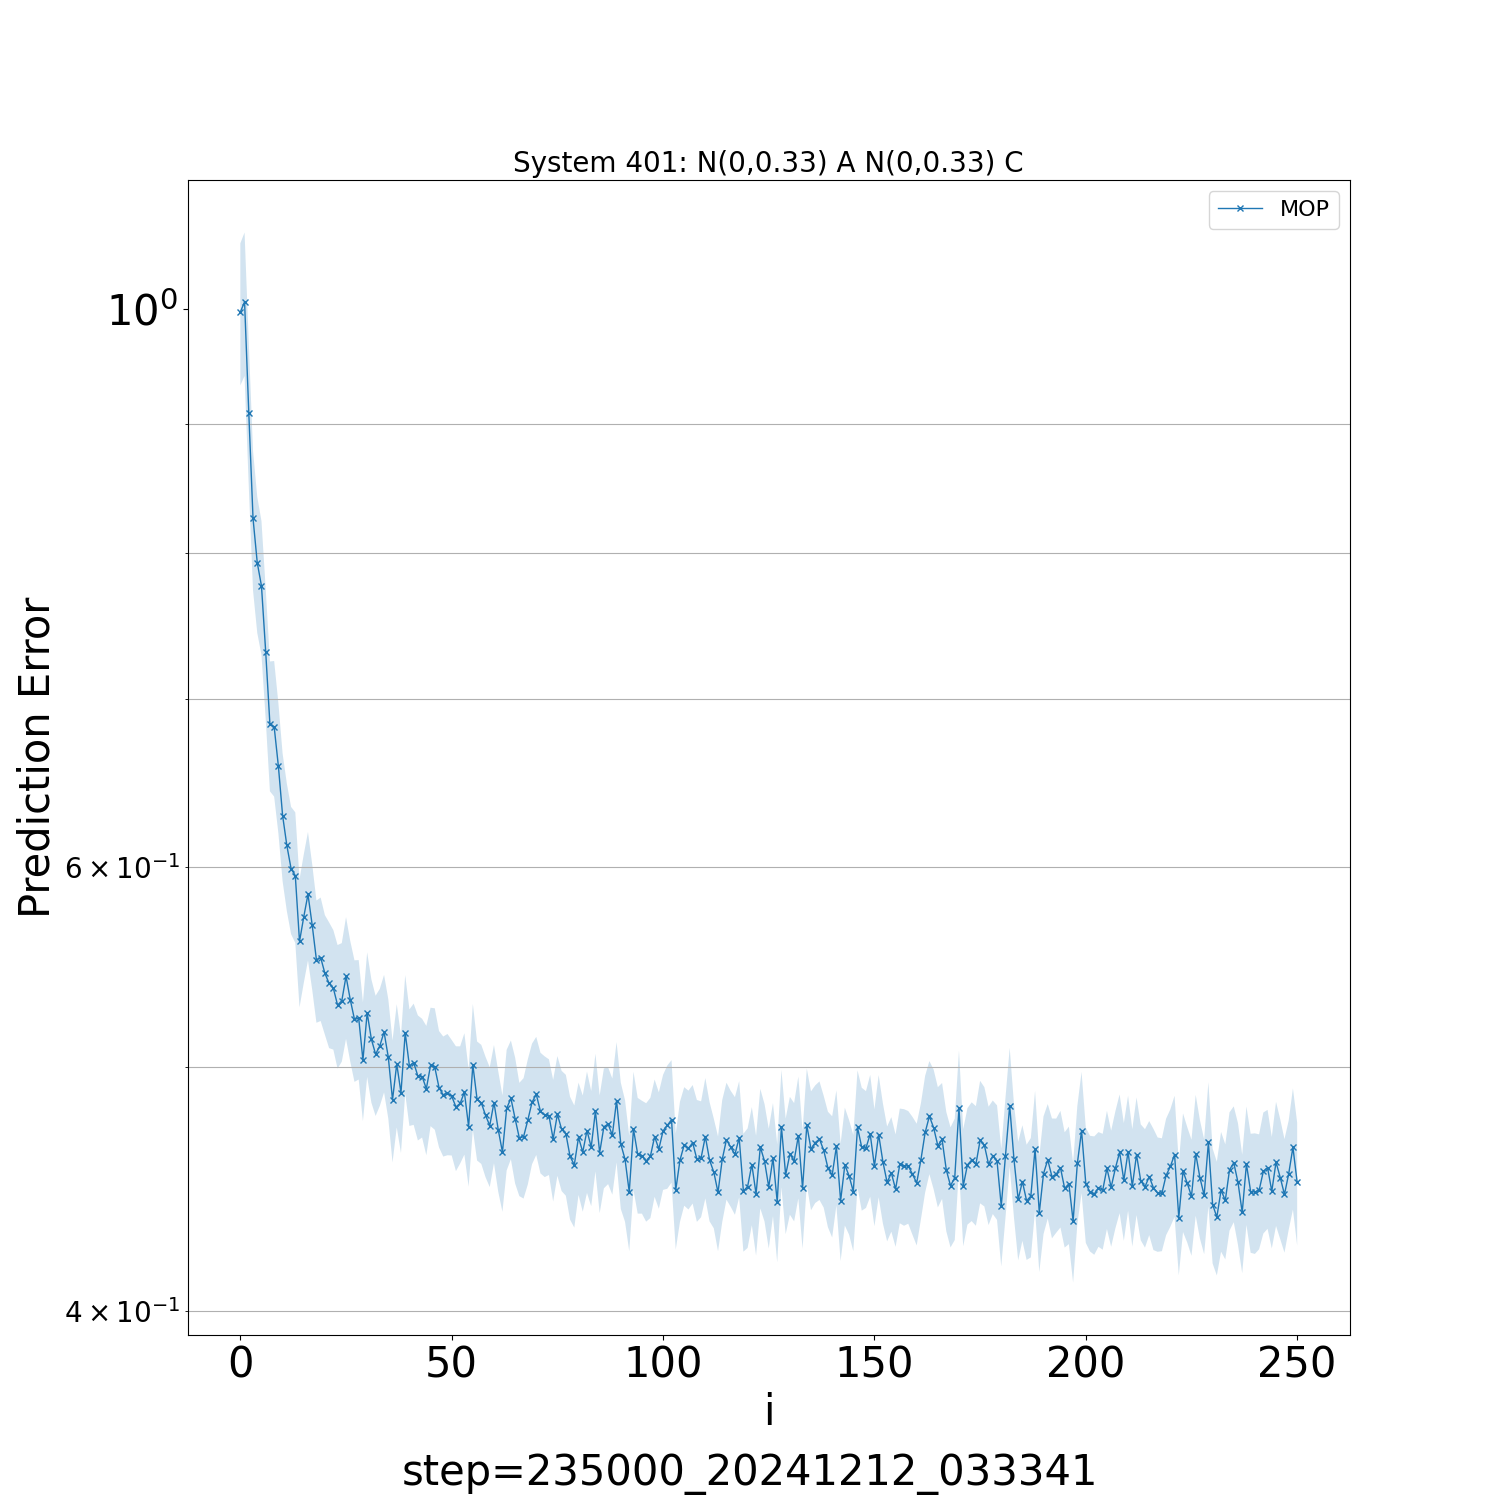 System 401: N(0,0.33) A N(0,0.33) C
MOP
10⁰
6 × 10⁻¹
4 × 10⁻¹
Prediction Error
0 50 100 150 200 250
i
step=235000_20241212_033341